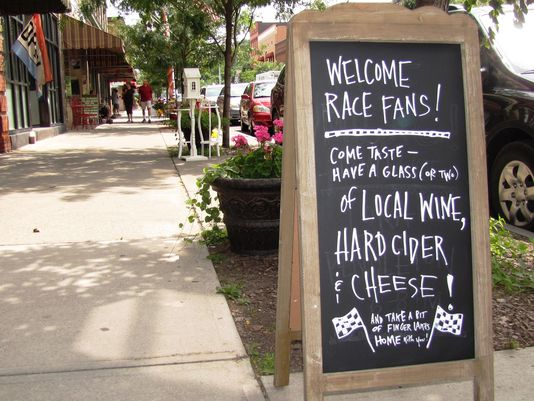 WELCOME
RACE FANS!
COME TASTE –
HAVE A GLASS (OR TWO)
of LOCAL WINE,
HARD CIDER
& CHEESE!
AND TAKE A BIT
OF FINGER LAKES
HOME with you!